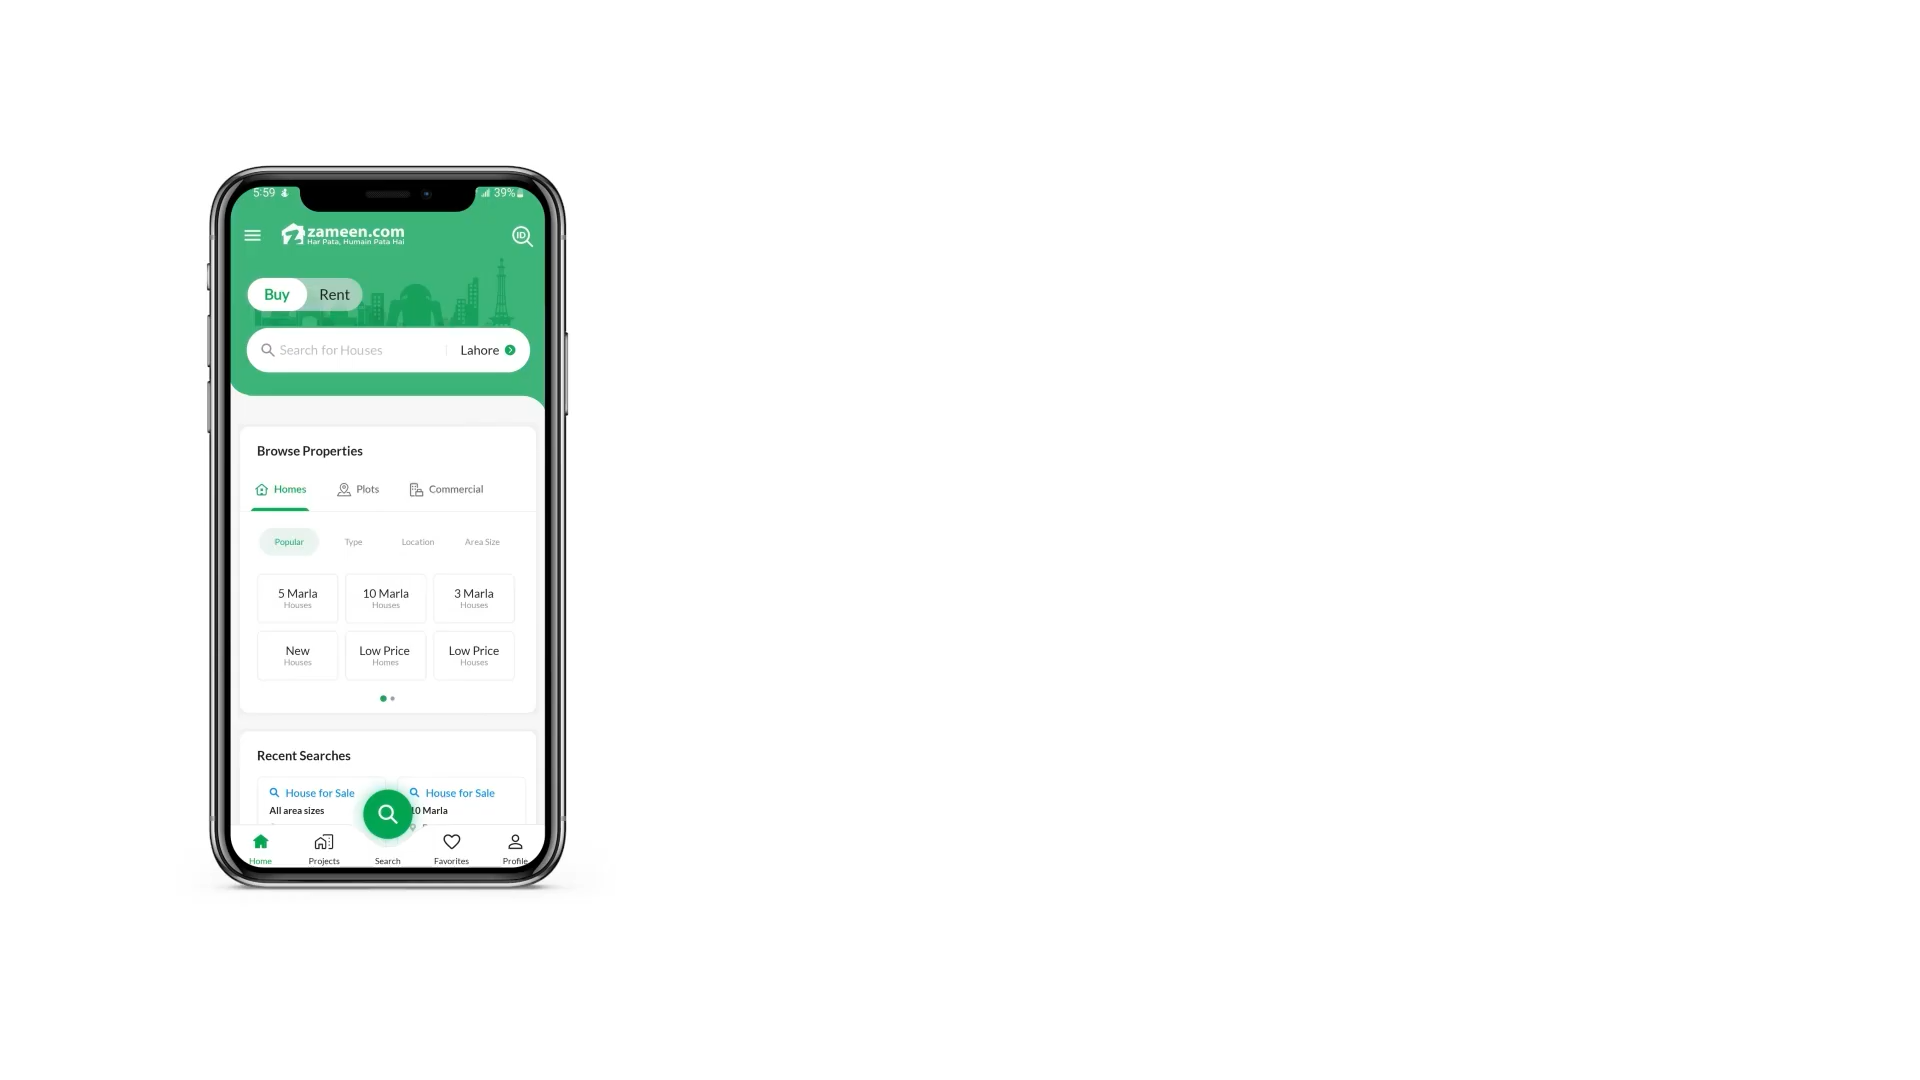 5:59
39%
zameen.com
Har Pata, Humain Pata Hai
ID
Buy Rent
Search for Houses Lahore
Browse Properties
Homes Plots Commercial
Popular Type Location Area Size
5 Marla 10 Marla 3 Marla
Houses Houses Houses
New Low Price Low Price
Houses Homes Houses
Recent Searches
House for Sale House for Sale
All area sizes 10 Marla
Home Projects Search Favorites Profile